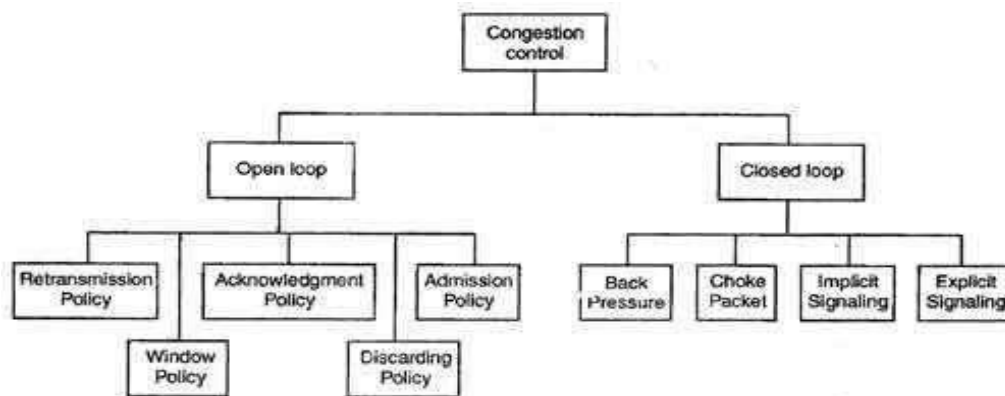 Congestion
control
Open loop
Closed loop
Retransmission
Policy
Acknowledgment
Policy
Admission
Policy
Back
Pressure
Choke
Packet
Implicit
Signaling
Explicit
Signaling
Window
Policy
Discarding
Policy